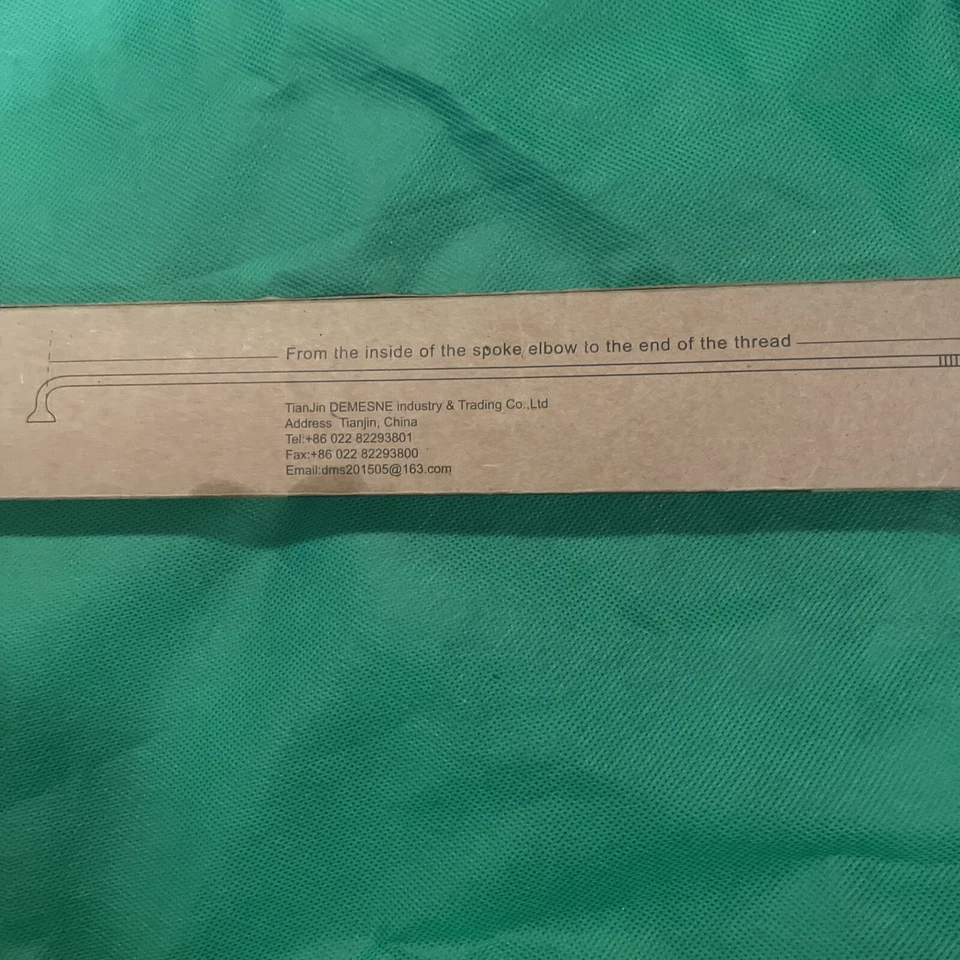 From the inside of the spoke elbow to the end of the thread
TianJin DEMESNE industry & Trading Co.,Ltd
Address Tianjin, China
Tel:+86 022 82293801
Fax:+86 022 82293800
Email:dms201505@163.com